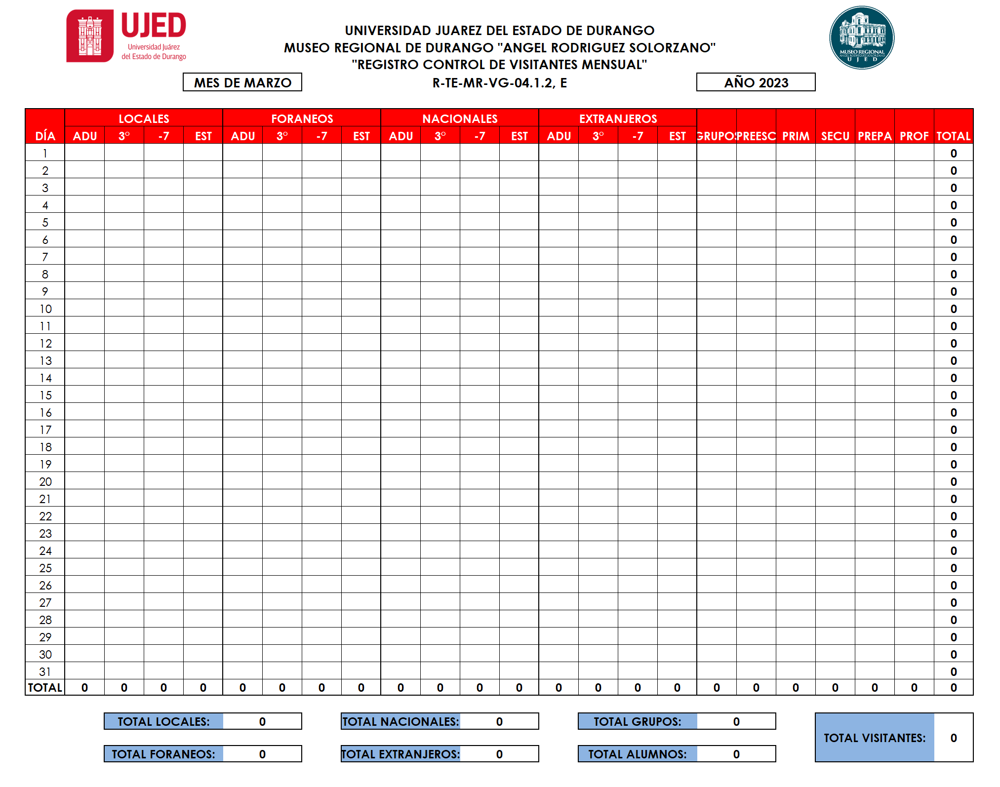 UJED
Universidad Juárez
del Estado de Durango
UNIVERSIDAD JUAREZ DEL ESTADO DE DURANGO
MUSEO REGIONAL DE DURANGO "ANGEL RODRIGUEZ SOLORZANO"
"REGISTRO CONTROL DE VISITANTES MENSUAL"
MUSEO REGIONAL
ANGEL RODRÍGUEZ SOLORZANO
UJED
MES DE MARZO R-TE-MR-VG-04.1.2, E AÑO 2023
LOCALES FORANEOS NACIONALES EXTRANJEROS
DÍA ADU 3° -7 EST ADU 3° -7 EST ADU 3° -7 EST ADU 3° -7 EST GRUPOS PREESC PRIM SECU PREPA PROF TOTAL
1 0
2 0
3 0
4 0
5 0
6 0
7 0
8 0
9 0
10 0
11 0
12 0
13 0
14 0
15 0
16 0
17 0
18 0
19 0
20 0
21 0
22 0
23 0
24 0
25 0
26 0
27 0
28 0
29 0
30 0
31 0
TOTAL 0 0 0 0 0 0 0 0 0 0 0 0 0 0 0 0 0 0 0 0 0 0 0
TOTAL LOCALES: 0 TOTAL NACIONALES: 0 TOTAL GRUPOS: 0
TOTAL VISITANTES: 0
TOTAL FORANEOS: 0 TOTAL EXTRANJEROS: 0 TOTAL ALUMNOS: 0